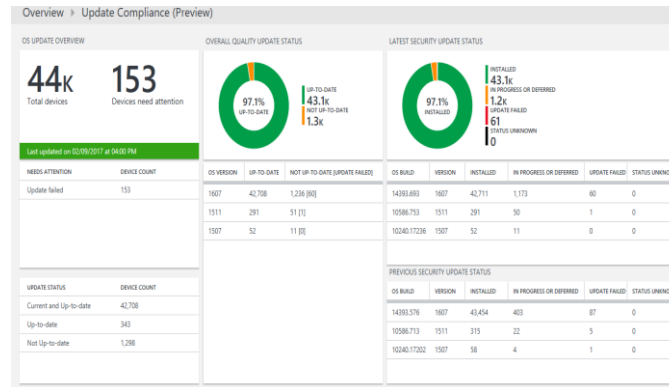 Overview ▸ Update Compliance (Preview)
OS UPDATE OVERVIEW
44K
Total devices
153
Devices need attention
Last updated on 02/09/2017 at 04:00 PM
NEEDS ATTENTION DEVICE COUNT
Update failed 153
UPDATE STATUS DEVICE COUNT
Current and Up-to-date 42,708
Up-to-date 343
Not Up-to-date 1,298
OVERALL QUALITY UPDATE STATUS
97.1%
UP-TO-DATE
UP-TO-DATE
43.1K
NOT UP-TO-DATE
1.3K
OS VERSION UP-TO-DATE NOT UP-TO-DATE [UPDATE FAILED]
1607 42,708 1,236 [60]
1511 291 51 [1]
1507 52 11 [0]
LATEST SECURITY UPDATE STATUS
97.1%
INSTALLED
INSTALLED
43.1K
IN PROGRESS OR DEFERRED
1.2K
UPDATE FAILED
61
STATUS UNKNOWN
0
OS BUILD VERSION INSTALLED IN PROGRESS OR DEFERRED UPDATE FAILED STATUS UNKNO
14393.693 1607 42,711 1,173 60 0
10586.753 1511 291 50 1 0
10240.17236 1507 52 11 0 0
PREVIOUS SECURITY UPDATE STATUS
OS BUILD VERSION INSTALLED IN PROGRESS OR DEFERRED UPDATE FAILED STATUS UNKNO
14393.576 1607 43,454 403 87 0
10586.713 1511 315 22 5 0
10240.17202 1507 58 4 1 0